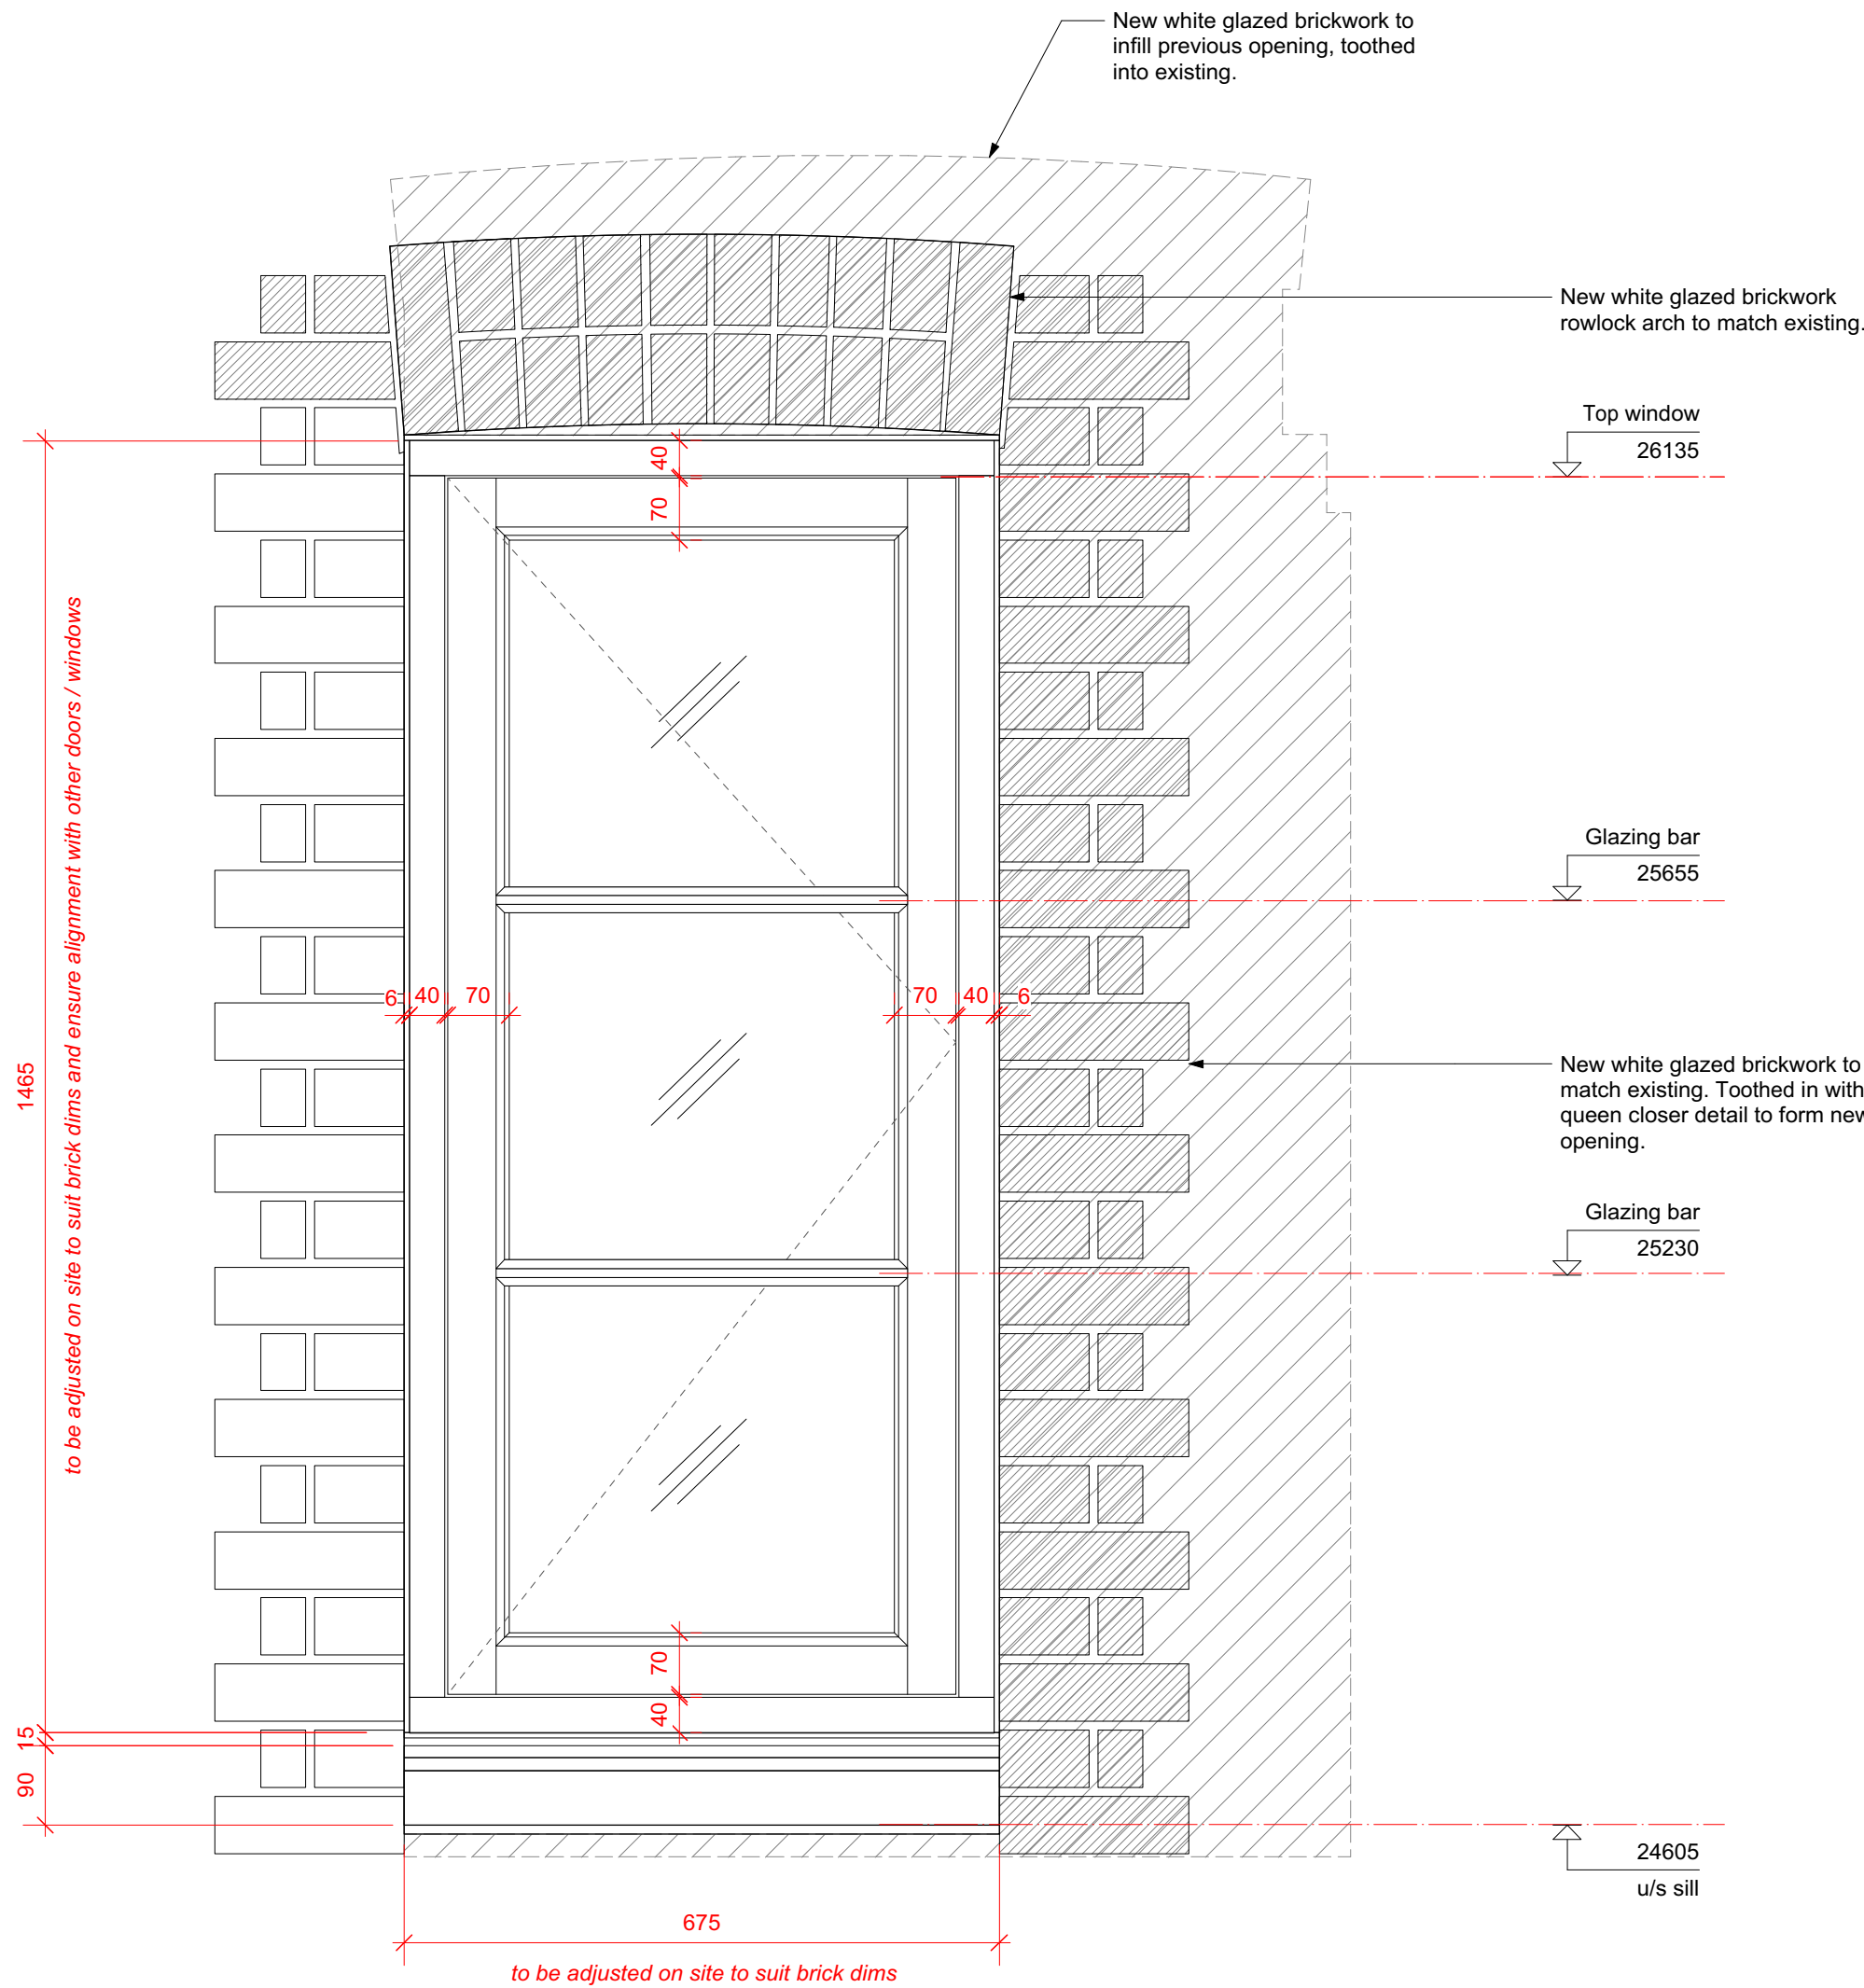 New white glazed brickwork to
infill previous opening, toothed
into existing.
New white glazed brickwork
rowlock arch to match existing.
Top window
26135
40
70
Glazing bar
25655
6
40
70
70
40
6
1465
to be adjusted on site to suit brick dims and ensure alignment with other doors / windows
New white glazed brickwork to
match existing. Toothed in with
queen closer detail to form new
opening.
Glazing bar
25230
70
40
15
90
24605
u/s sill
675
to be adjusted on site to suit brick dims